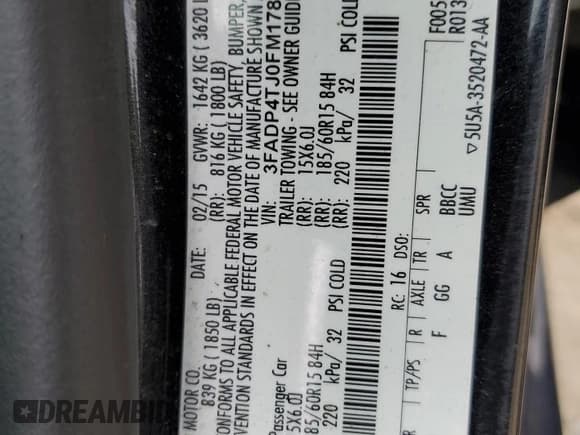 MOTOR CO.
DATE: 02/15 GVWR: 1642 KG ( 3620 L
839 KG ( 1850 LB) (RR): 816 KG ( 1800 LB)
ONFORMS TO ALL APPLICABLE FEDERAL MOTOR VEHICLE SAFETY, BUMPER,
VENTION STANDARDS IN EFFECT ON THE DATE OF MANUFACTURE SHOWN
VIN: 3FADP4TJ0FM178
Passenger Car TRAILER TOWING - SEE OWNER GUIDE
5X6.0J (RR): 15X6.0J
85/60R15 84H (RR): 185/60R15 84H
220 kPa/ 32 PSI COLD (RR): 220 kPa/ 32 PSI COLD
F005
R013
RC: 16 DSO:
TP/PS R AXLE TR SPR
F GG A BBCC
UMU
▽5U5A-3520472-AA
DREAMBID